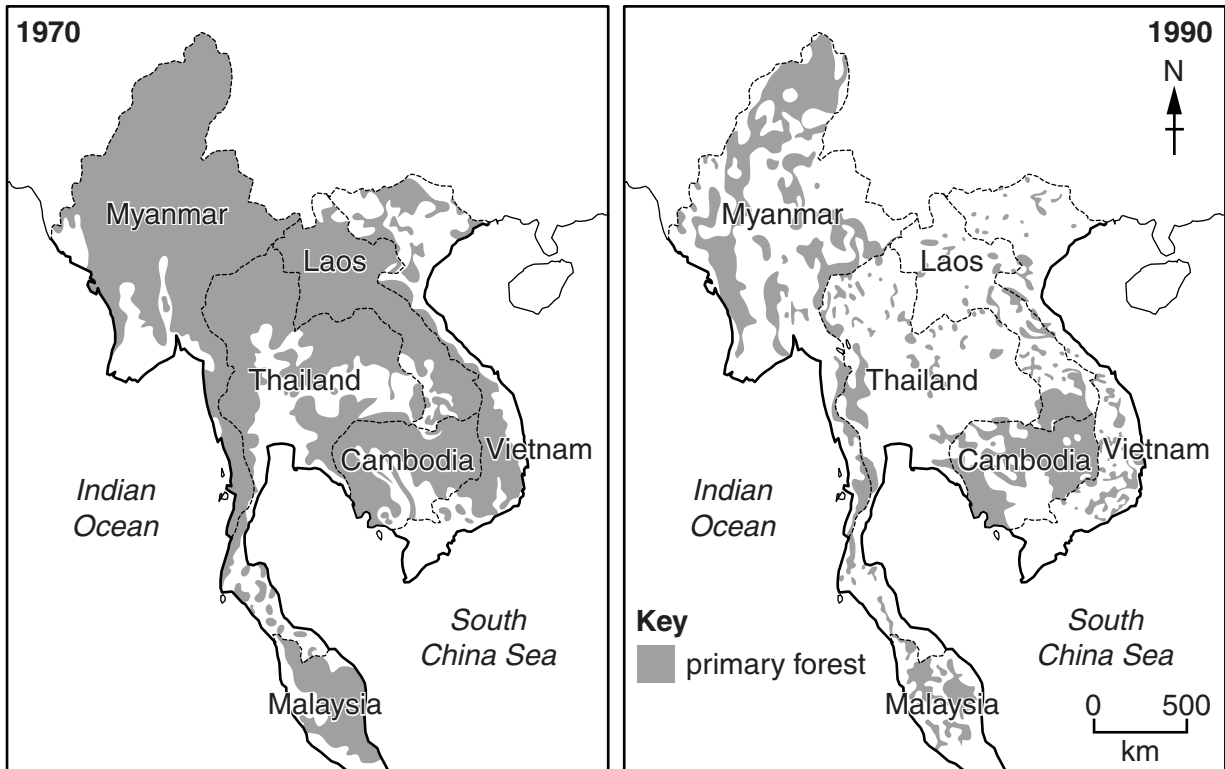 1970
Myanmar
Laos
Thailand
Cambodia
Vietnam
Indian
Ocean
South
China Sea
Malaysia
1990
N
Myanmar
Laos
Thailand
Cambodia
Vietnam
Indian
Ocean
Key
primary forest
South
China Sea
Malaysia
0 500
km